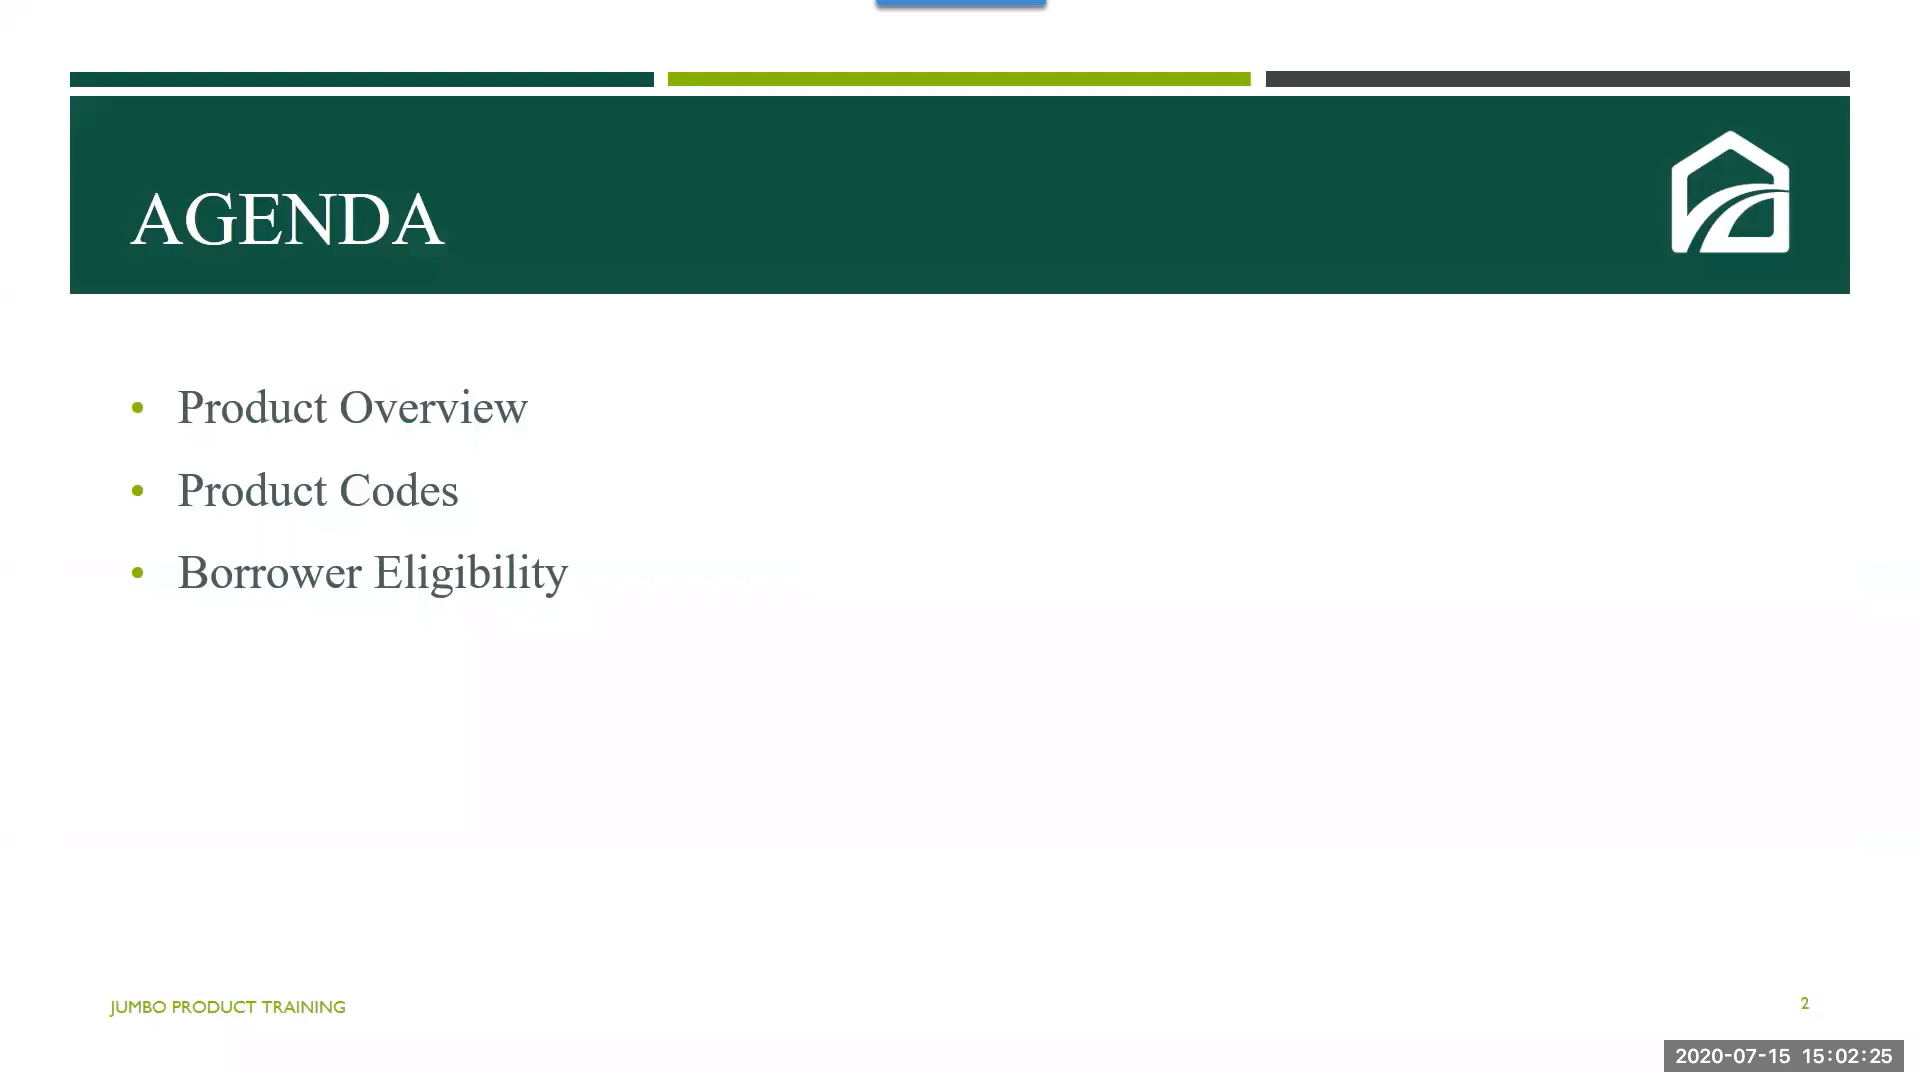 AGENDA
• Product Overview
• Product Codes
• Borrower Eligibility
JUMBO PRODUCT TRAINING
2
2020-07-15 15:02:25